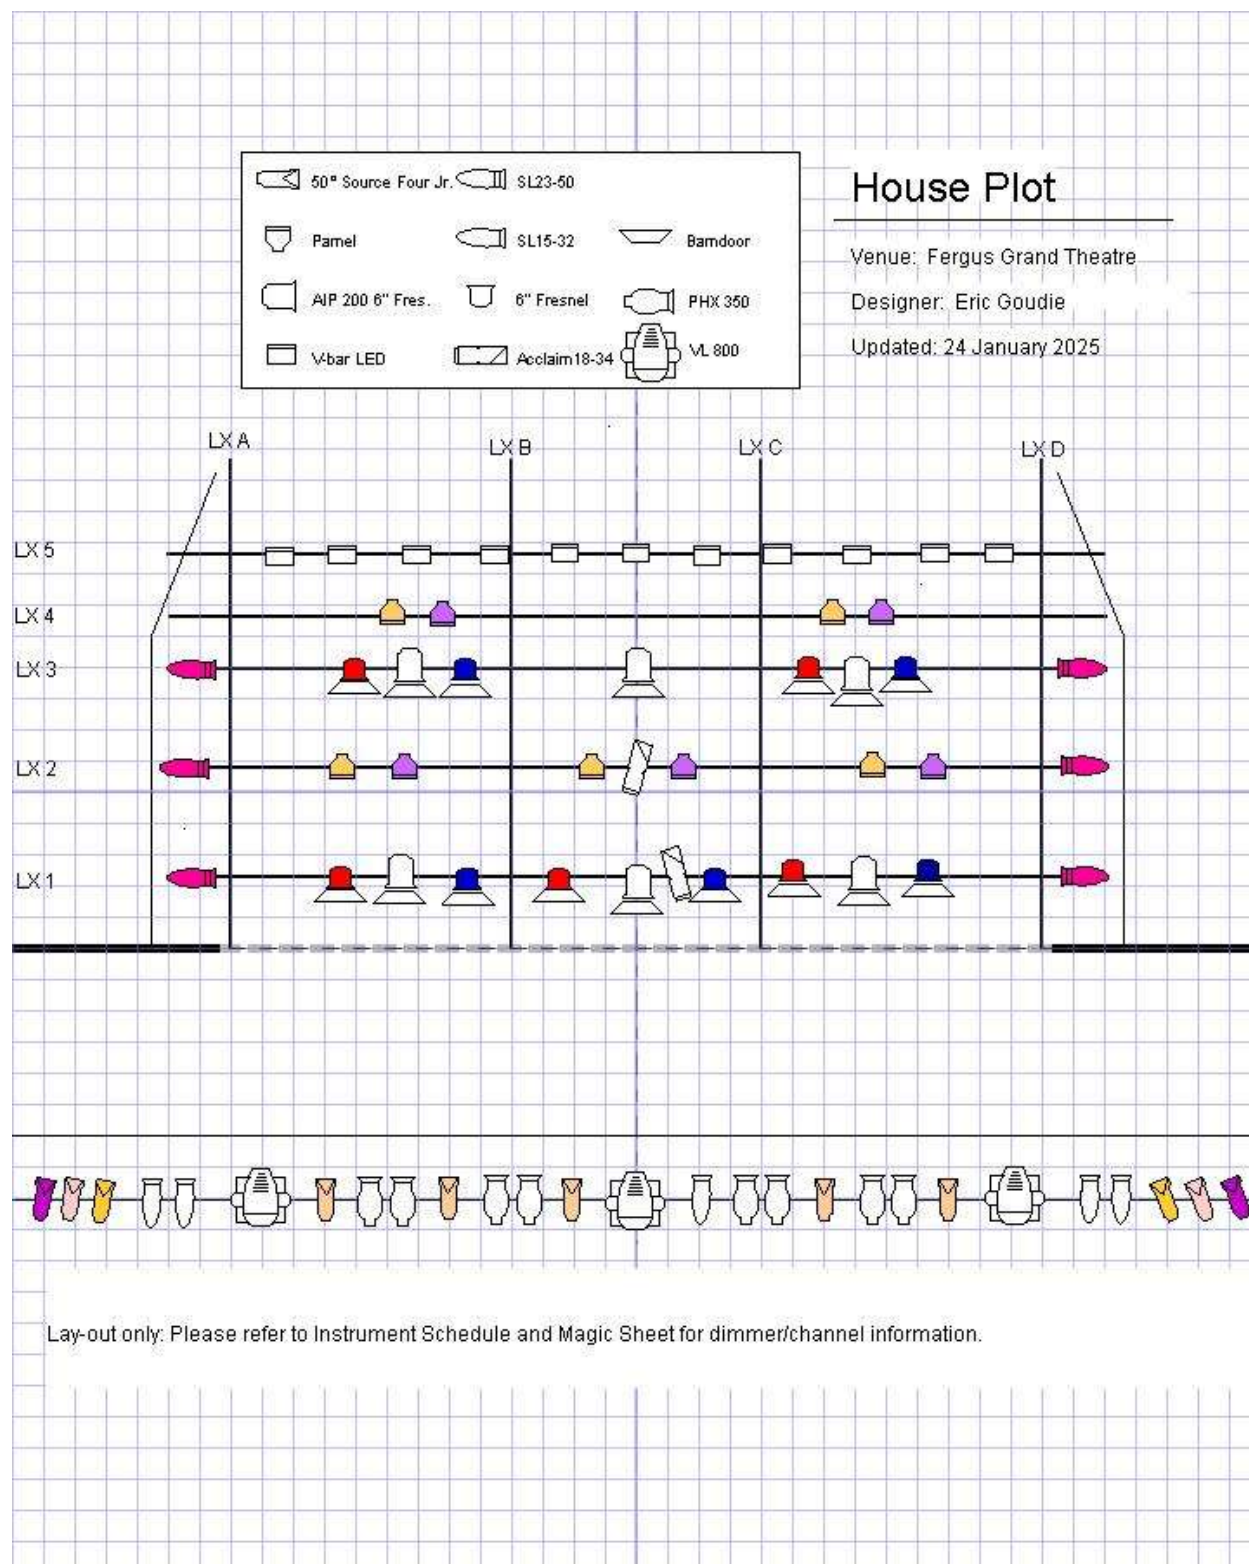 50° Source Four Jr.
SL23-50
Parnel
SL15-32
Barndoor
AIP 200 6" Fres.
6" Fresnel
PHX 350
V-bar LED
Acclaim 18-34
VL 800
House Plot
Venue: Fergus Grand Theatre
Designer: Eric Goudie
Updated: 24 January 2025
LX A
LX B
LX C
LX D
LX 5
LX 4
LX 3
LX 2
LX 1
Lay-out only: Please refer to Instrument Schedule and Magic Sheet for dimmer/channel information.